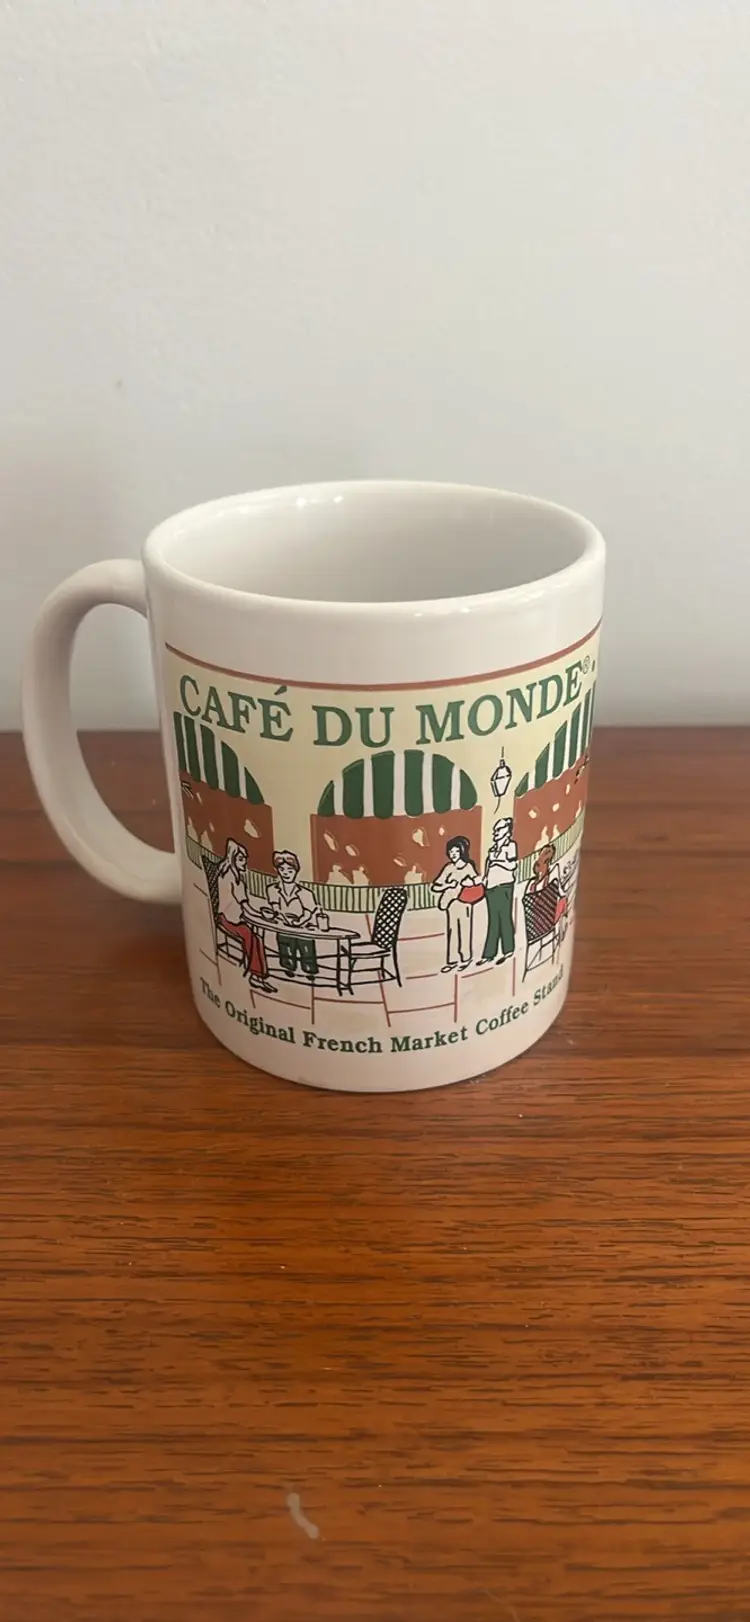 CAFÉ DU MONDE®
The Original French Market Coffee Stand